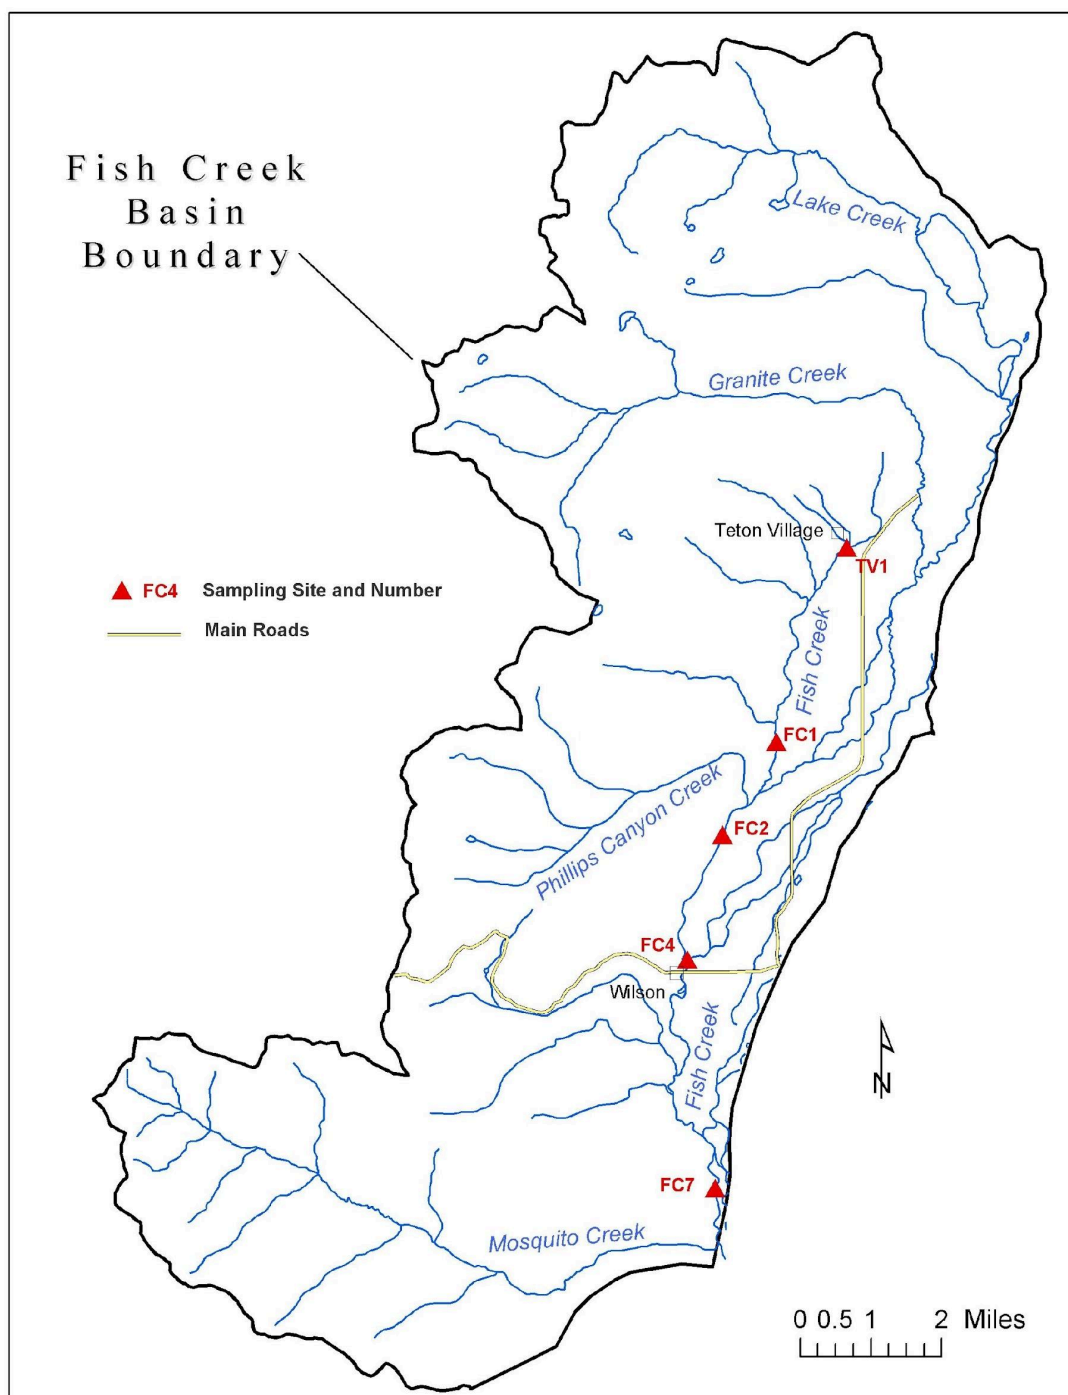 Fish Creek
Basin
Boundary
Lake Creek
Granite Creek
Teton Village
TV1
FC4 Sampling Site and Number
Main Roads
Fish Creek
FC1
Phillips Canyon Creek
FC2
FC4
Wilson
Fish Creek
N
FC7
Mosquito Creek
0 0.5 1 2 Miles